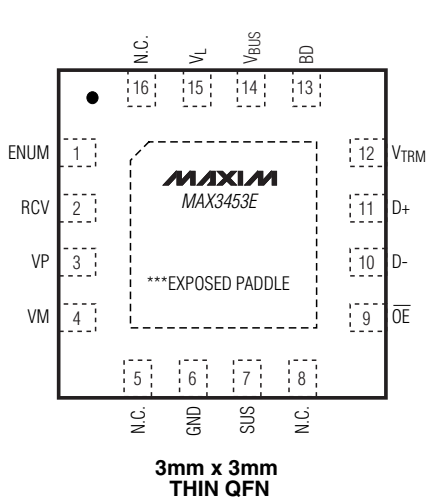 N.C.
VL
VBUS
BD
16
15
14
13
ENUM 1
12 VTRM
RCV 2
11 D+
VP 3
10 D-
VM 4
9 OE
MAXIM
MAX3453E
***EXPOSED PADDLE
5
6
7
8
N.C.
GND
SUS
N.C.
3mm x 3mm
THIN QFN